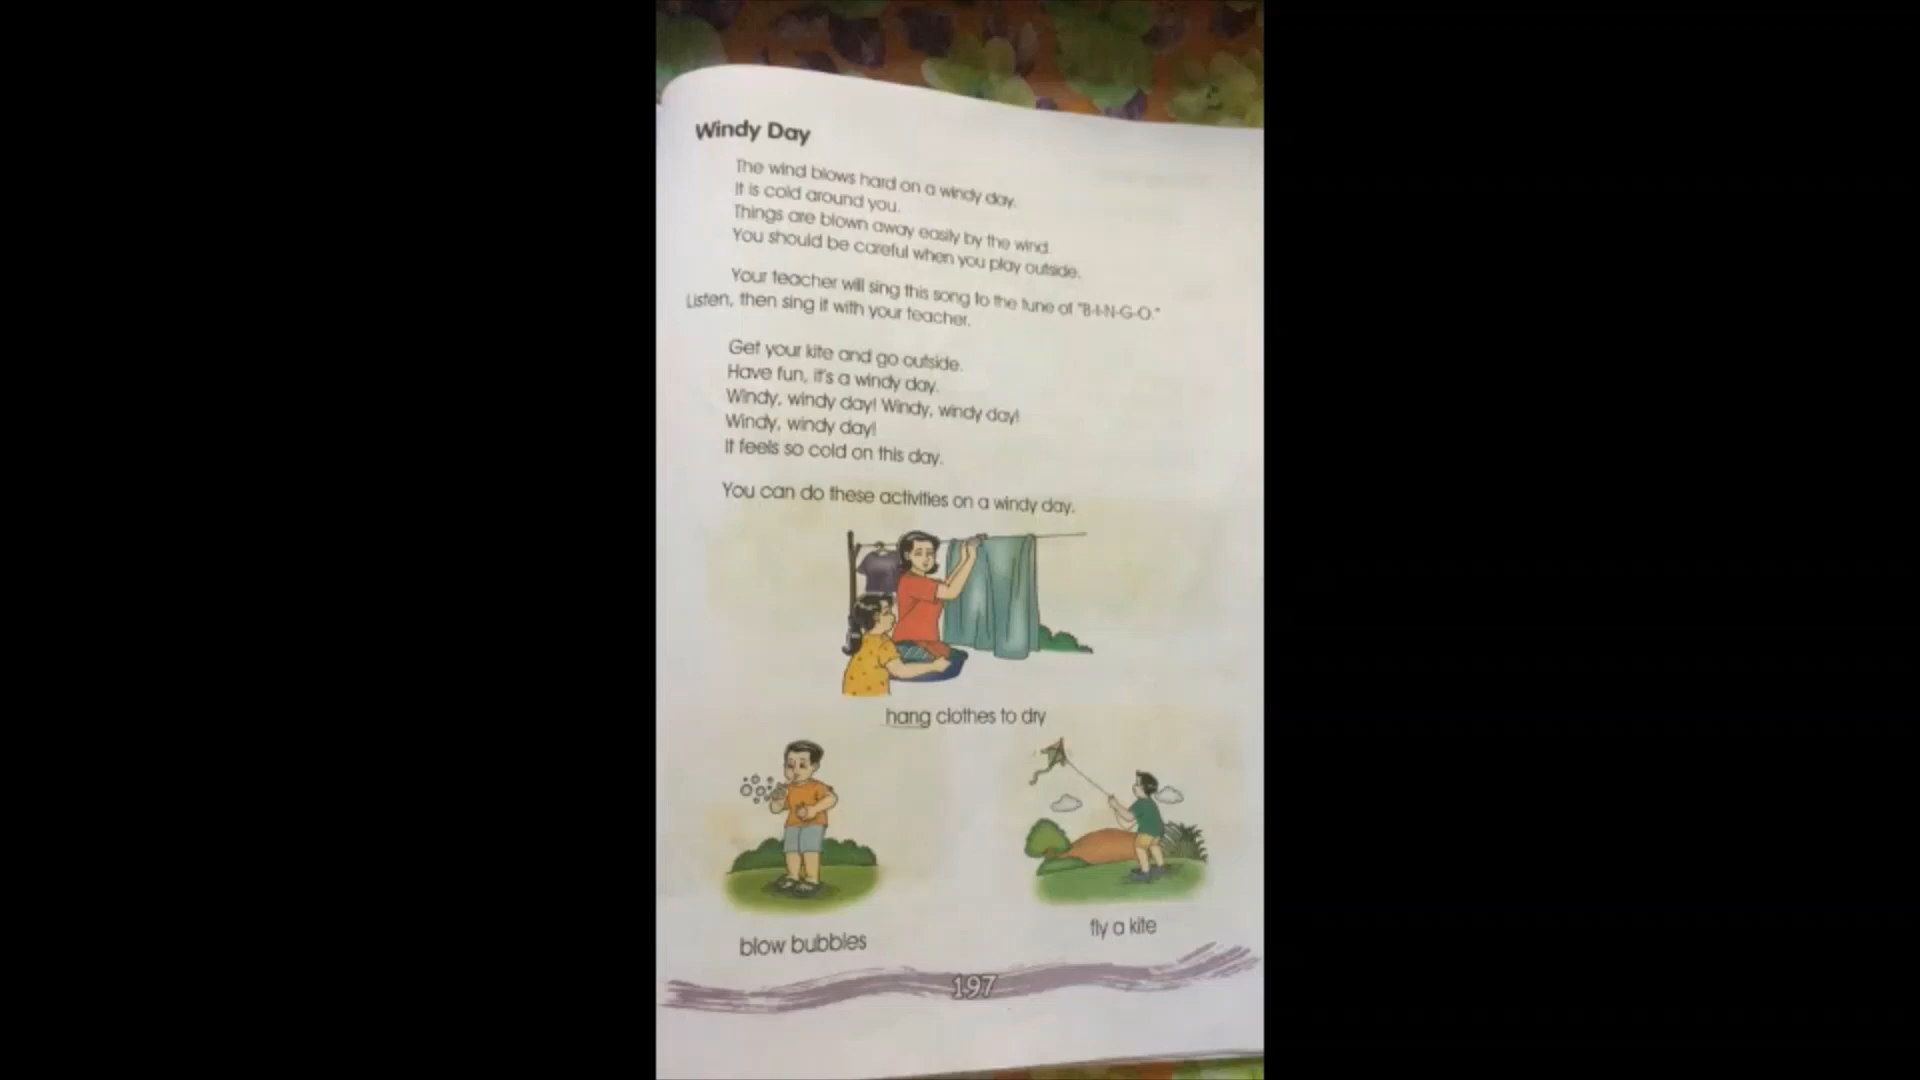 Windy Day
The wind blows hard on a windy day.
It is cold around you.
Things are blown away easily by the wind.
You should be careful when you play outside.
Your teacher will sing this song to the tune of "B-I-N-G-O."
Listen, then sing it with your teacher.
Get your kite and go outside.
Have fun, it's a windy day.
Windy, windy day! Windy, windy day!
Windy, windy day!
It feels so cold on this day.
You can do these activities on a windy day.
hang clothes to dry
blow bubbles
fly a kite
197